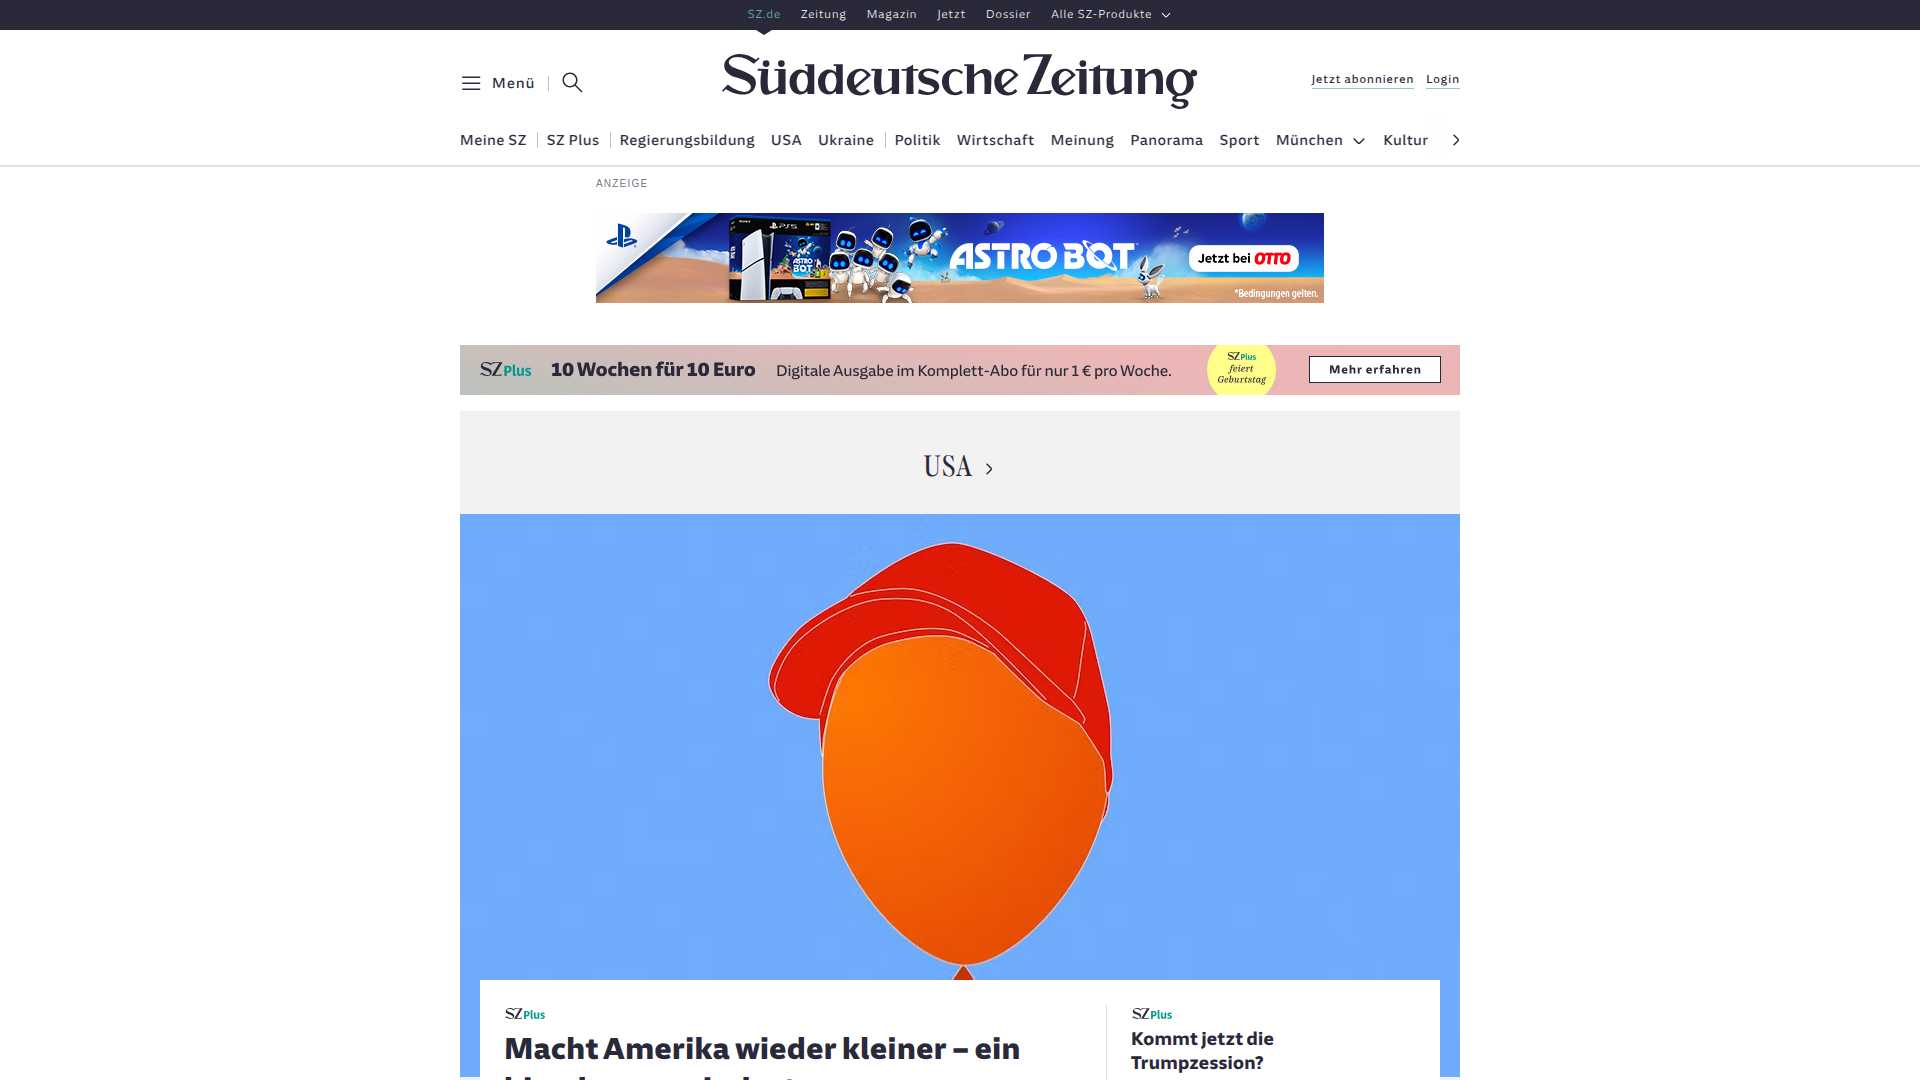 SZ.de Zeitung Magazin Jetzt Dossier Alle SZ-Produkte
Menü
Süddeutsche Zeitung
Jetzt abonnieren Login
Meine SZ SZ Plus Regierungsbildung USA Ukraine Politik Wirtschaft Meinung Panorama Sport München Kultur
ANZEIGE
PS5
ASTRO BOT
ASTRO BOT
Jetzt bei OTTO
*Bedingungen gelten.
SZ Plus 10 Wochen für 10 Euro Digitale Ausgabe im Komplett-Abo für nur 1 € pro Woche.
SZ Plus
feiert
Geburtstag
Mehr erfahren
USA
SZ Plus
Macht Amerika wieder kleiner – ein
SZ Plus
Kommt jetzt die
Trumpzession?